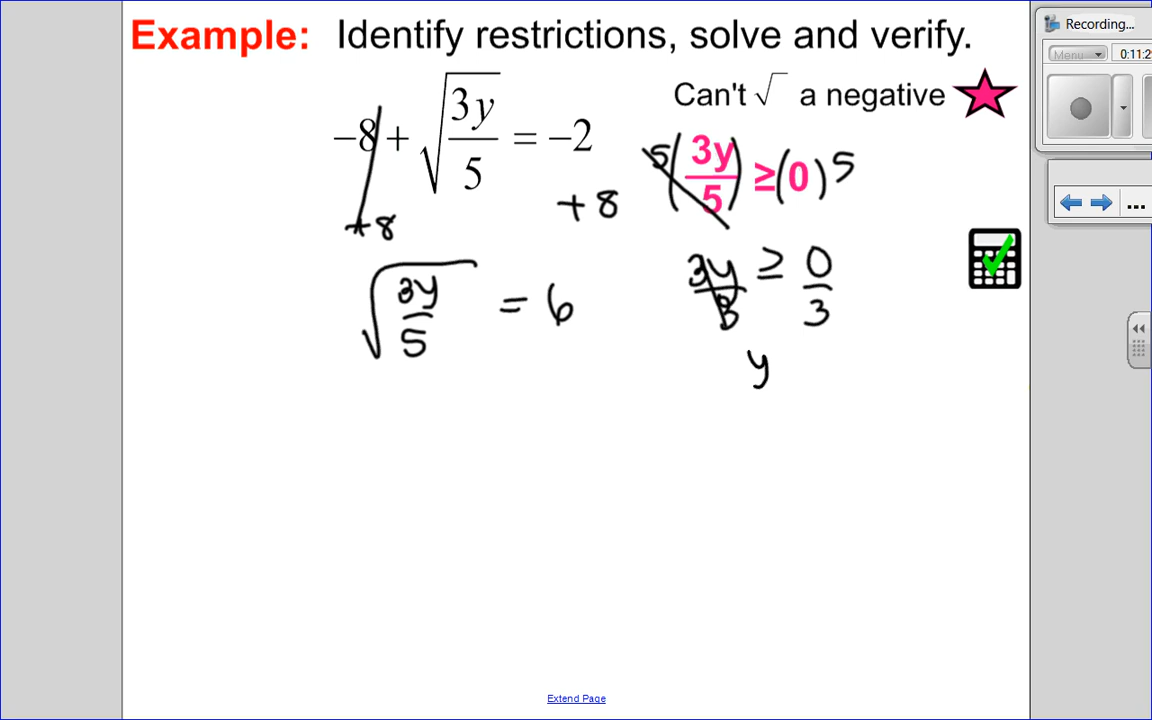 Example: Identify restrictions, solve and verify.
−8 + √(3y/5) = −2
+8 +8
√(3y/5) = 6
Can't √ a negative
5(3y/5) ≥ (0)5
3y/3 ≥ 0/3
y
Extend Page
Recording...
Menu
0:11:2
...